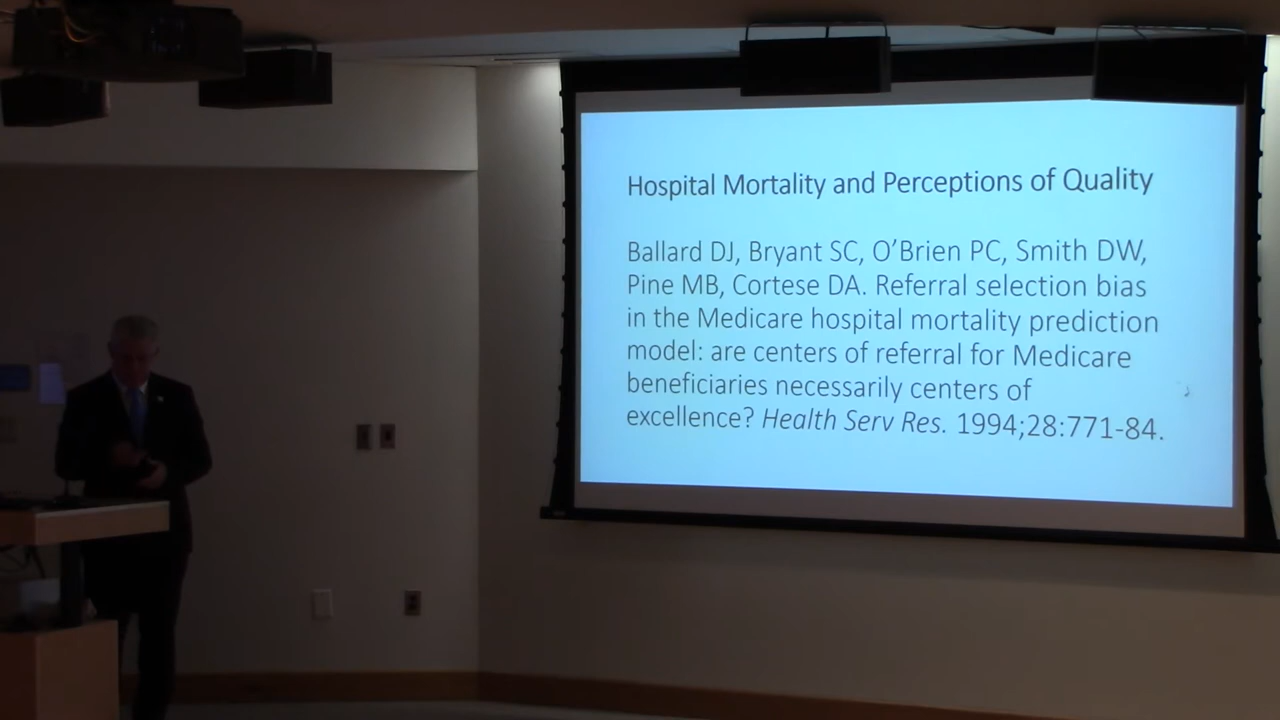 Hospital Mortality and Perceptions of Quality
Ballard DJ, Bryant SC, O’Brien PC, Smith DW,
Pine MB, Cortese DA. Referral selection bias
in the Medicare hospital mortality prediction
model: are centers of referral for Medicare
beneficiaries necessarily centers of
excellence? Health Serv Res. 1994;28:771-84.